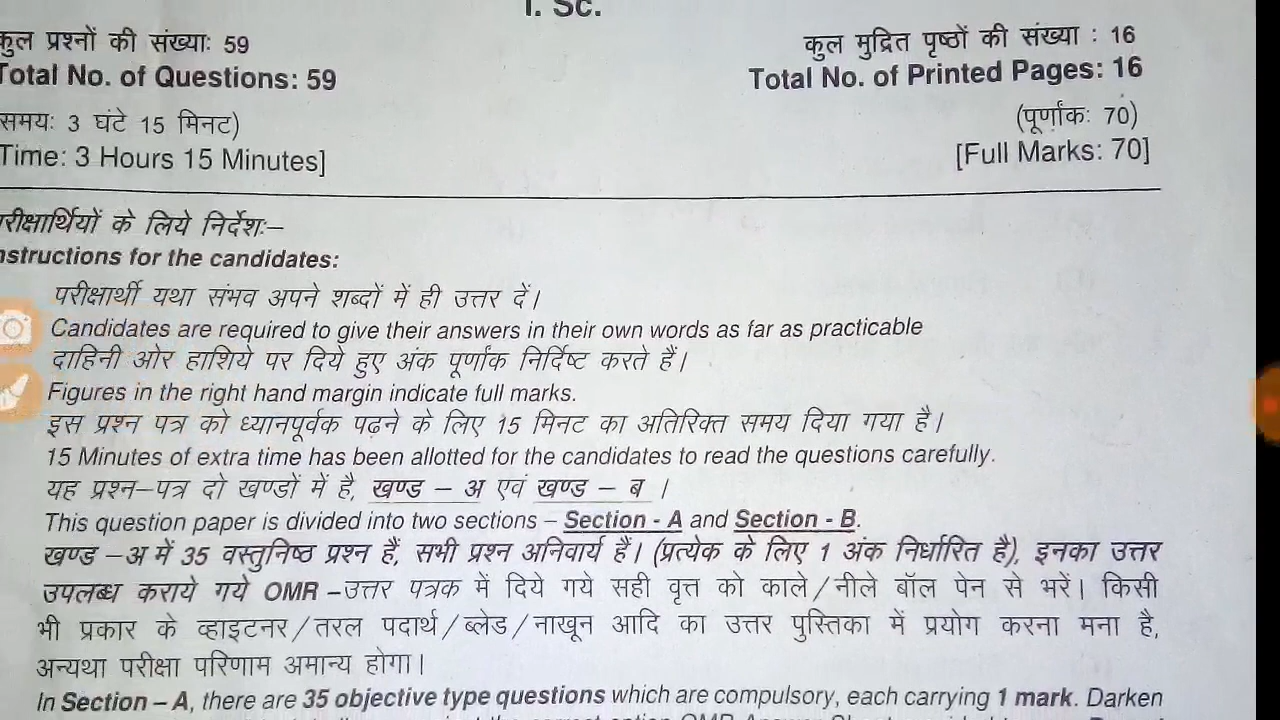 I. Sc.
कुल प्रश्नों की संख्याः 59
कुल मुद्रित पृष्ठों की संख्या : 16
Total No. of Questions: 59
Total No. of Printed Pages: 16
समयः 3 घंटे 15 मिनट)
(पूर्णांकः 70)
Time: 3 Hours 15 Minutes]
[Full Marks: 70]
रीक्षार्थियों के लिये निर्देशः–
nstructions for the candidates:
परीक्षार्थी यथा संभव अपने शब्दों में ही उत्तर दें।
Candidates are required to give their answers in their own words as far as practicable
दाहिनी ओर हाशिये पर दिये हुए अंक पूर्णांक निर्दिष्ट करते हैं।
Figures in the right hand margin indicate full marks.
इस प्रश्न पत्र को ध्यानपूर्वक पढ़ने के लिए 15 मिनट का अतिरिक्त समय दिया गया है।
15 Minutes of extra time has been allotted for the candidates to read the questions carefully.
यह प्रश्न–पत्र दो खण्डों में है, खण्ड – अ एवं खण्ड – ब ।
This question paper is divided into two sections – Section - A and Section - B.
खण्ड –अ में 35 वस्तुनिष्ठ प्रश्न हैं, सभी प्रश्न अनिवार्य हैं। (प्रत्येक के लिए 1 अंक निर्धारित है), इनका उत्तर
उपलब्ध कराये गये OMR –उत्तर पत्रक में दिये गये सही वृत्त को काले/नीले बॉल पेन से भरें। किसी
भी प्रकार के व्हाइटनर/तरल पदार्थ/ब्लेड/नाखून आदि का उत्तर पुस्तिका में प्रयोग करना मना है,
अन्यथा परीक्षा परिणाम अमान्य होगा।
In Section – A, there are 35 objective type questions which are compulsory, each carrying 1 mark. Darken